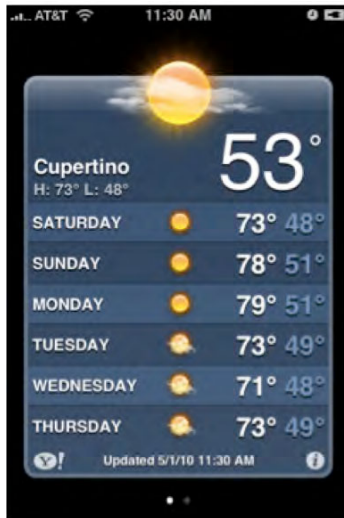 AT&T 11:30 AM
53°
Cupertino
H: 73° L: 48°
SATURDAY 73° 48°
SUNDAY 78° 51°
MONDAY 79° 51°
TUESDAY 73° 49°
WEDNESDAY 71° 48°
THURSDAY 73° 49°
Y! Updated 5/1/10 11:30 AM i